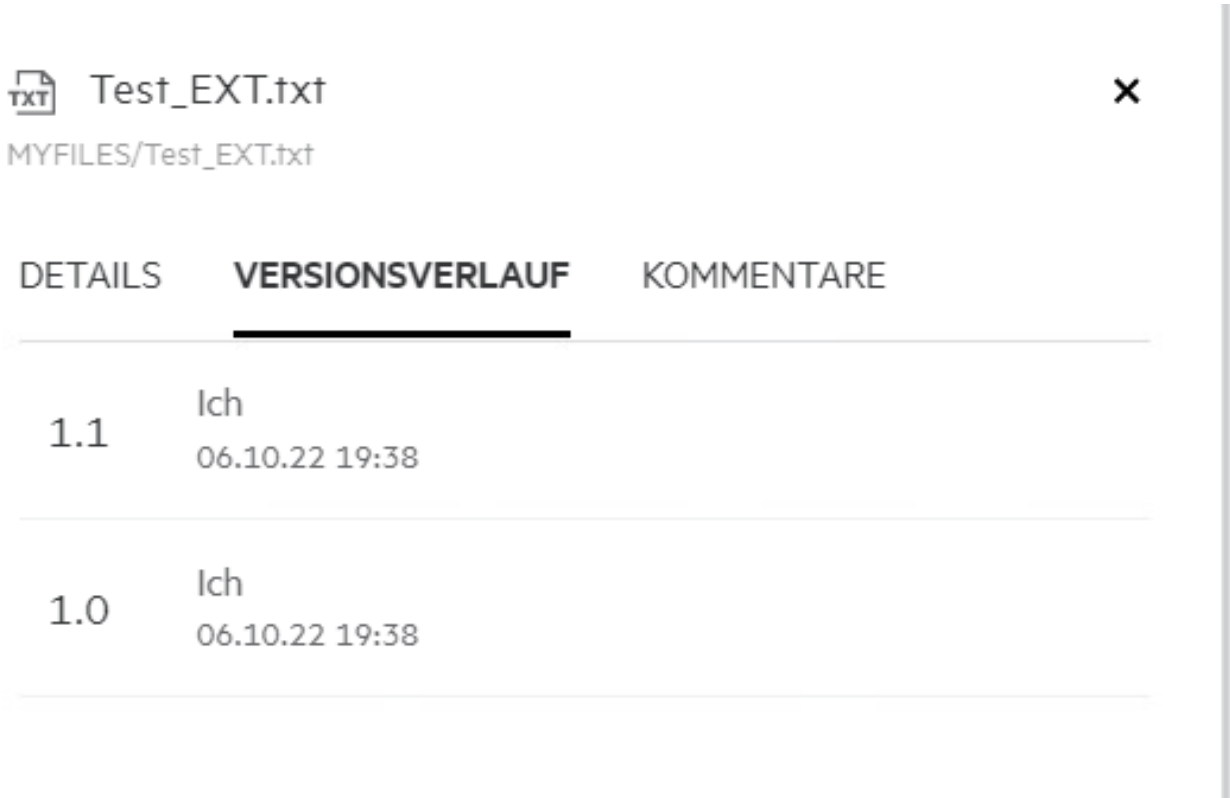 TXT Test_EXT.txt
MYFILES/Test_EXT.txt
DETAILS VERSIONSVERLAUF KOMMENTARE
1.1
Ich
06.10.22 19:38
1.0
Ich
06.10.22 19:38